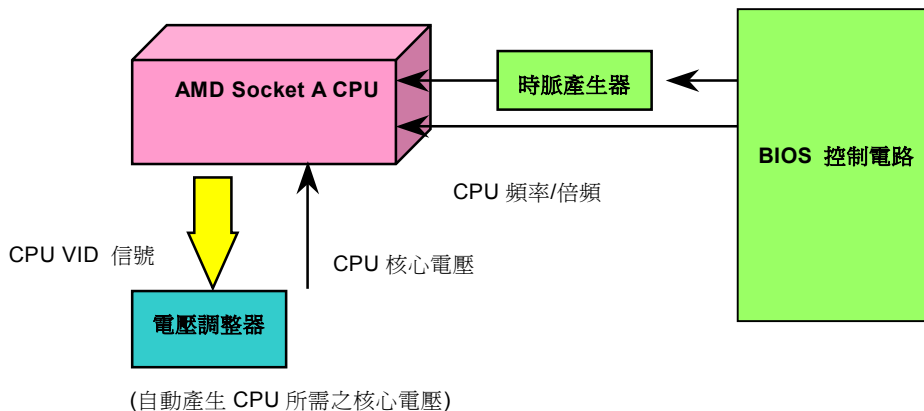 AMD Socket A CPU
時脈產生器
BIOS 控制電路
CPU 頻率/倍頻
CPU VID 信號
CPU 核心電壓
電壓調整器
(自動產生 CPU 所需之核心電壓)